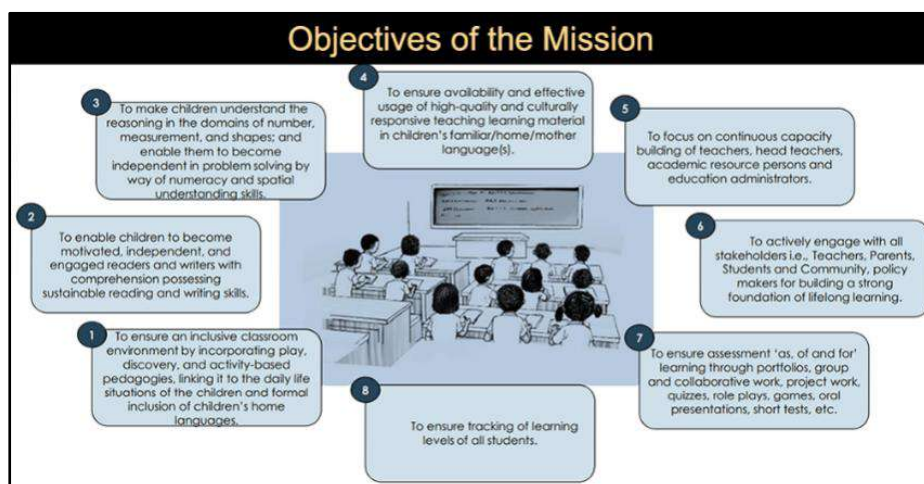 Objectives of the Mission
1
To ensure an inclusive classroom
environment by incorporating play,
discovery, and activity-based
pedagogies, linking it to the daily life
situations of the children and formal
inclusion of children's home
languages.
2
To enable children to become
motivated, independent, and
engaged readers and writers with
comprehension possessing
sustainable reading and writing skills.
3
To make children understand the
reasoning in the domains of number,
measurement, and shapes; and
enable them to become
independent in problem solving by
way of numeracy and spatial
understanding skills.
4
To ensure availability and effective
usage of high-quality and culturally
responsive teaching learning material
in children's familiar/home/mother
language(s).
5
To focus on continuous capacity
building of teachers, head teachers,
academic resource persons and
education administrators.
6
To actively engage with all
stakeholders i.e., Teachers, Parents,
Students and Community, policy
makers for building a strong
foundation of lifelong learning.
7
To ensure assessment 'as, of and for'
learning through portfolios, group
and collaborative work, project work,
quizzes, role plays, games, oral
presentations, short tests, etc.
8
To ensure tracking of learning
levels of all students.